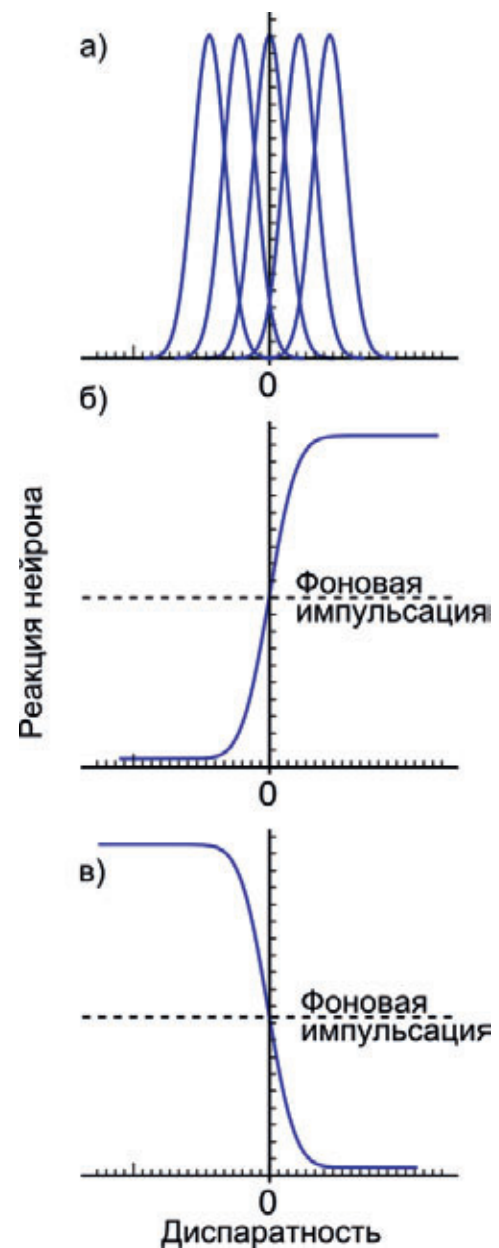 а)
0
б)
Фоновая
импульсация
0
Реакция нейрона
в)
Фоновая
импульсация
0
Диспаратность